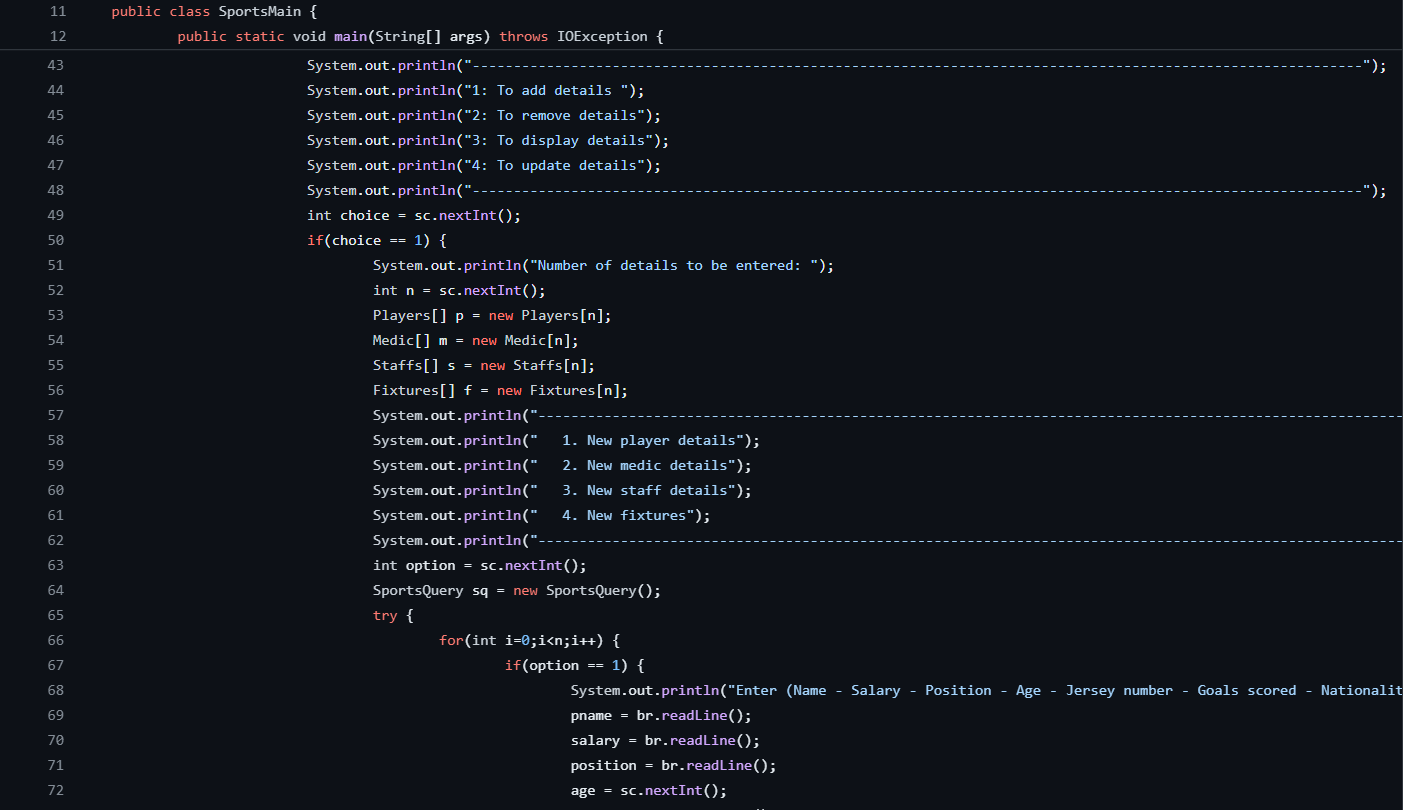 11 public class SportsMain {
12 public static void main(String[] args) throws IOException {
43 System.out.println("------------------------------------------------------------------------------------------------------------");
44 System.out.println("1: To add details ");
45 System.out.println("2: To remove details");
46 System.out.println("3: To display details");
47 System.out.println("4: To update details");
48 System.out.println("------------------------------------------------------------------------------------------------------------");
49 int choice = sc.nextInt();
50 if(choice == 1) {
51 System.out.println("Number of details to be entered: ");
52 int n = sc.nextInt();
53 Players[] p = new Players[n];
54 Medic[] m = new Medic[n];
55 Staffs[] s = new Staffs[n];
56 Fixtures[] f = new Fixtures[n];
57 System.out.println("---------------------------------------------------------------------------------------------------------
58 System.out.println("   1. New player details");
59 System.out.println("   2. New medic details");
60 System.out.println("   3. New staff details");
61 System.out.println("   4. New fixtures");
62 System.out.println("---------------------------------------------------------------------------------------------------------
63 int option = sc.nextInt();
64 SportsQuery sq = new SportsQuery();
65 try {
66 for(int i=0;i<n;i++) {
67 if(option == 1) {
68 System.out.println("Enter (Name - Salary - Position - Age - Jersey number - Goals scored - Nationalit
69 pname = br.readLine();
70 salary = br.readLine();
71 position = br.readLine();
72 age = sc.nextInt();